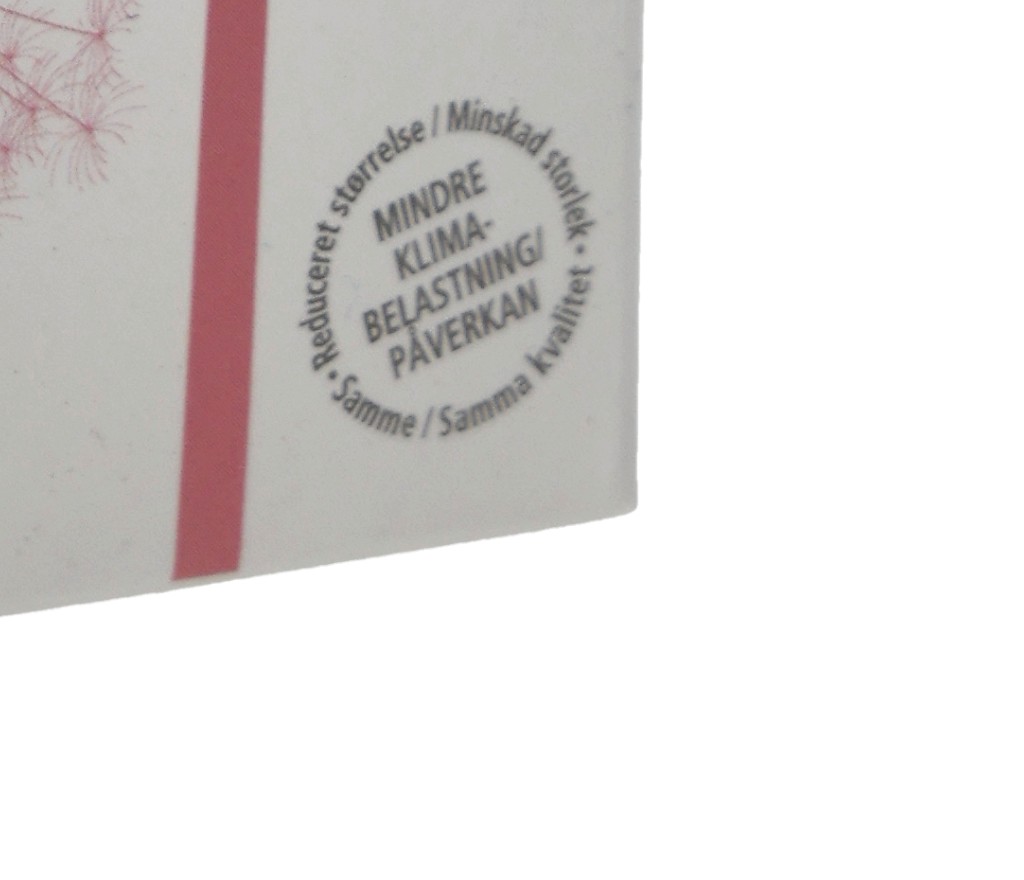 Reduceret størrelse / Minskad storlek •
MINDRE
KLIMA-
BELASTNING/
PÅVERKAN
• Samme / Samma kvalitet